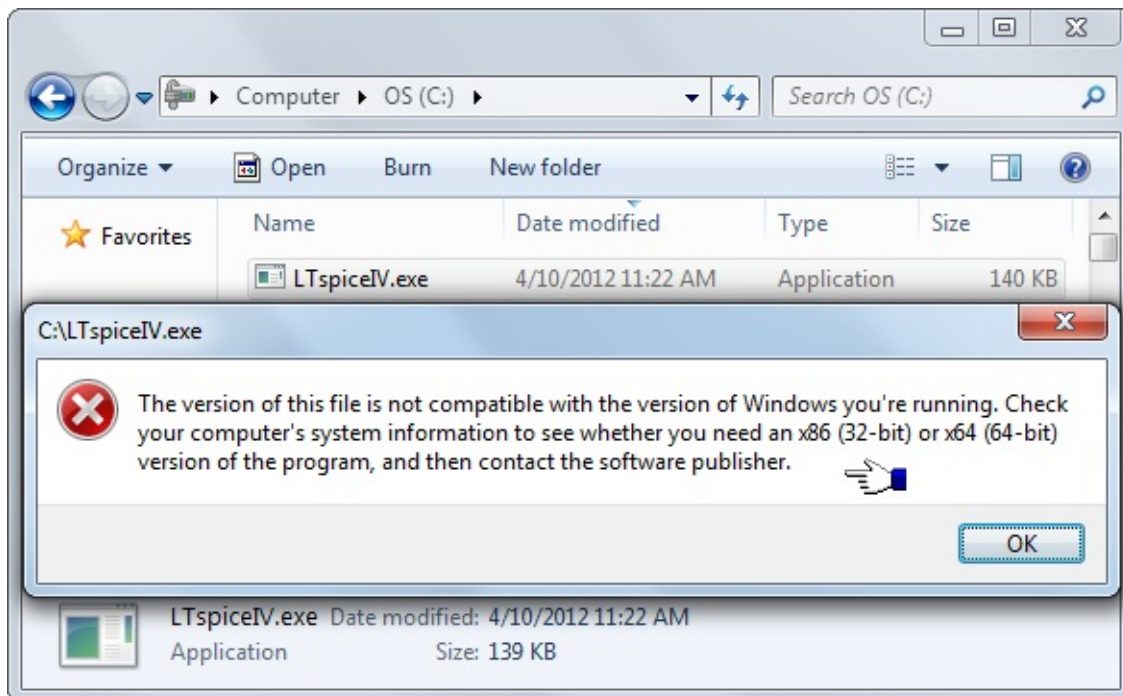 Computer OS (C:) Search OS (C:)
Organize Open Burn New folder
Favorites
Name Date modified Type Size
LTspiceIV.exe 4/10/2012 11:22 AM Application 140 KB
C:\LTspiceIV.exe
The version of this file is not compatible with the version of Windows you're running. Check
your computer's system information to see whether you need an x86 (32-bit) or x64 (64-bit)
version of the program, and then contact the software publisher.
OK
LTspiceIV.exe Date modified: 4/10/2012 11:22 AM
Application Size: 139 KB